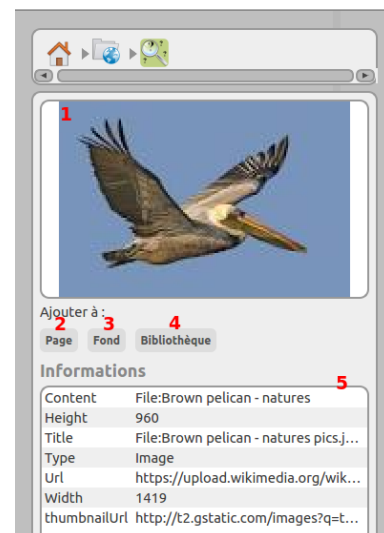 1
Ajouter à :
2 3 4
Page Fond Bibliothèque
Informations
5
Content File:Brown pelican - natures
Height 960
Title File:Brown pelican - natures pics.j...
Type Image
Url https://upload.wikimedia.org/wik...
Width 1419
thumbnailUrl http://t2.gstatic.com/images?q=t...